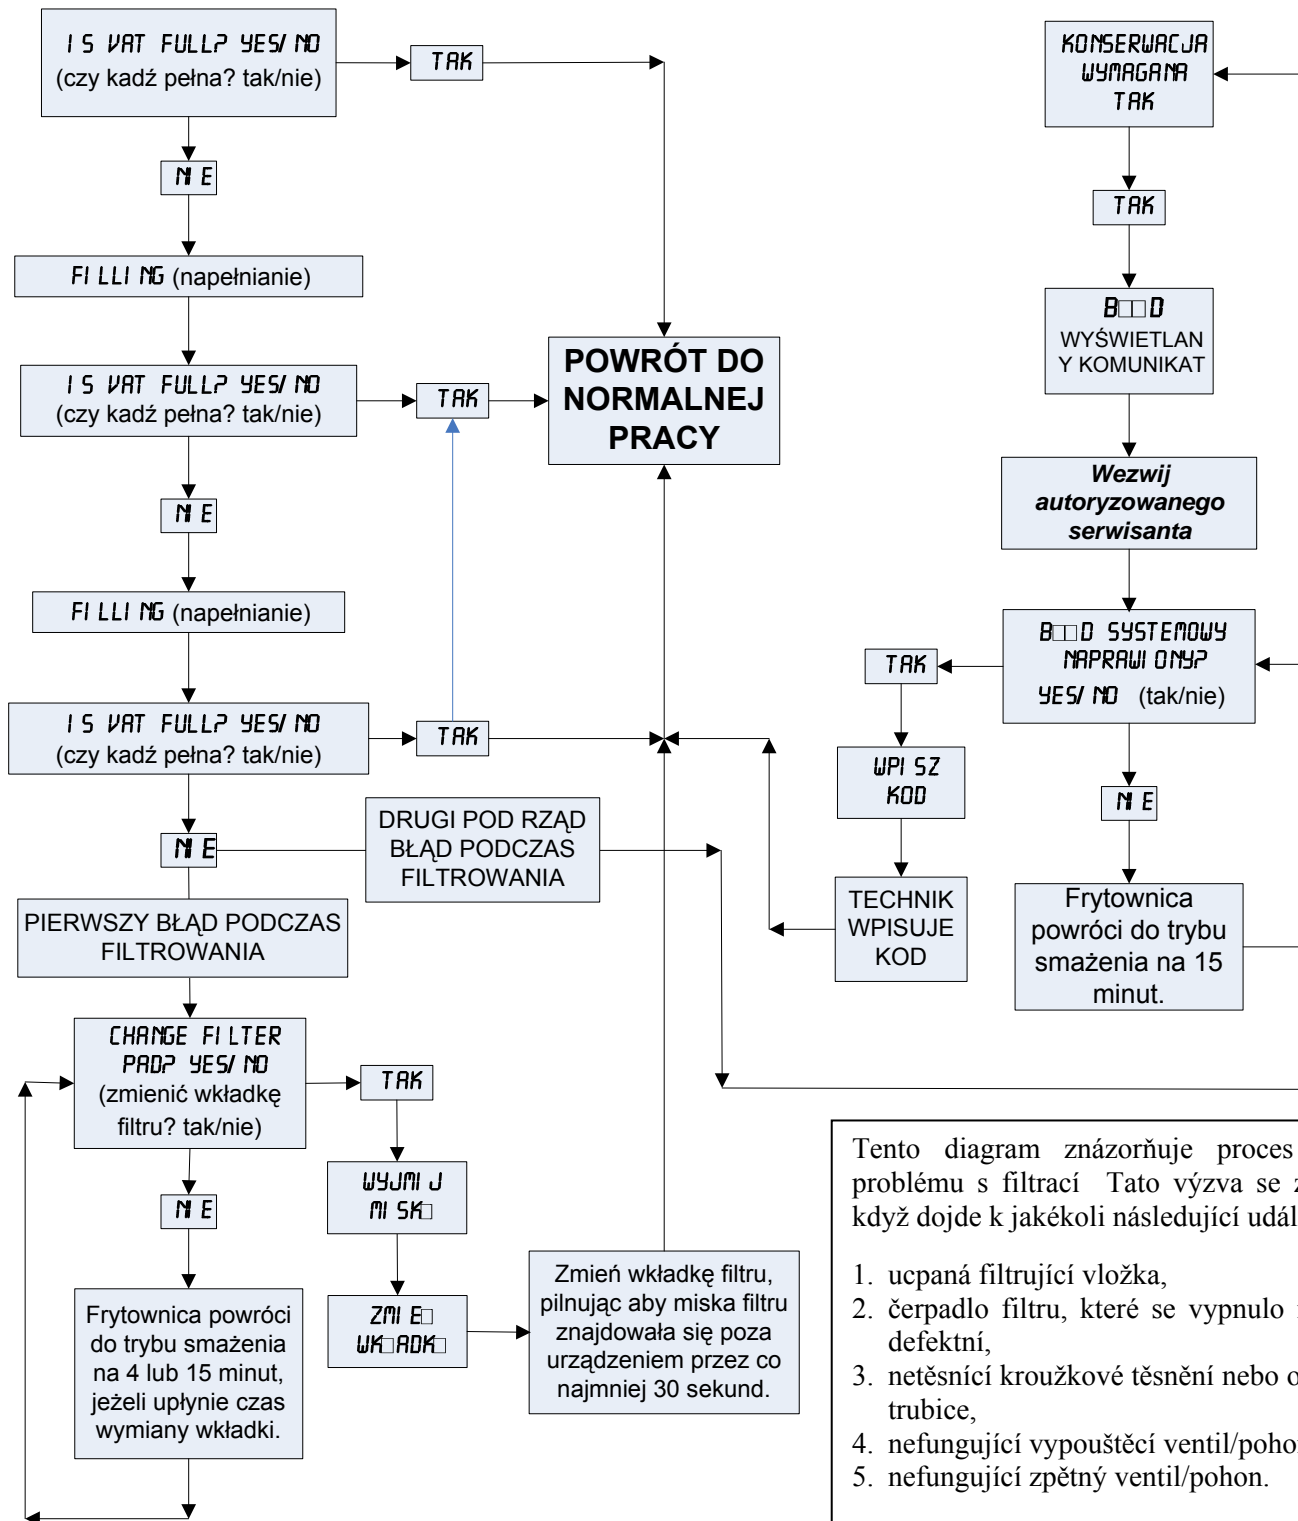 IS VAT FULL? YES/NO
(czy kadź pełna? tak/nie)
TAK
NIE
FILLING (napełnianie)
IS VAT FULL? YES/NO
(czy kadź pełna? tak/nie)
TAK
NIE
FILLING (napełnianie)
IS VAT FULL? YES/NO
(czy kadź pełna? tak/nie)
TAK
NIE
POWRÓT DO
NORMALNEJ
PRACY
DRUGI POD RZĄD
BŁĄD PODCZAS
FILTROWANIA
PIERWSZY BŁĄD PODCZAS
FILTROWANIA
CHANGE FILTER
PAD? YES/NO
(zmienić wkładkę
filtru? tak/nie)
TAK
WYJMIJ
MISK□
ZMIE□
WK□ADK□
Zmień wkładkę filtru,
pilnując aby miska filtru
znajdowała się poza
urządzeniem przez co
najmniej 30 sekund.
NIE
Frytownica powróci
do trybu smażenia
na 4 lub 15 minut,
jeżeli upłynie czas
wymiany wkładki.
KONSERWACJA
WYMAGANA
TAK
TAK
B□□D
WYŚWIETLAN
Y KOMUNIKAT
Wezwij
autoryzowanego
serwisanta
B□□D SYSTEMOWY
NAPRAWIONY?
YES/NO (tak/nie)
TAK
WPISZ
KOD
TECHNIK
WPISUJE
KOD
NIE
Frytownica
powróci do trybu
smażenia na 15
minut.
Tento diagram znázorňuje proces
problému s filtrací Tato výzva se
když dojde k jakékoli následující
1. ucpaná filtrující vložka,
2. čerpadlo filtru, které se vypnulo
defektní,
3. netěsnící kroužkové těsnění nebo
trubice,
4. nefungující vypouštěcí
5. nefungující zpětný ventil/pohon.